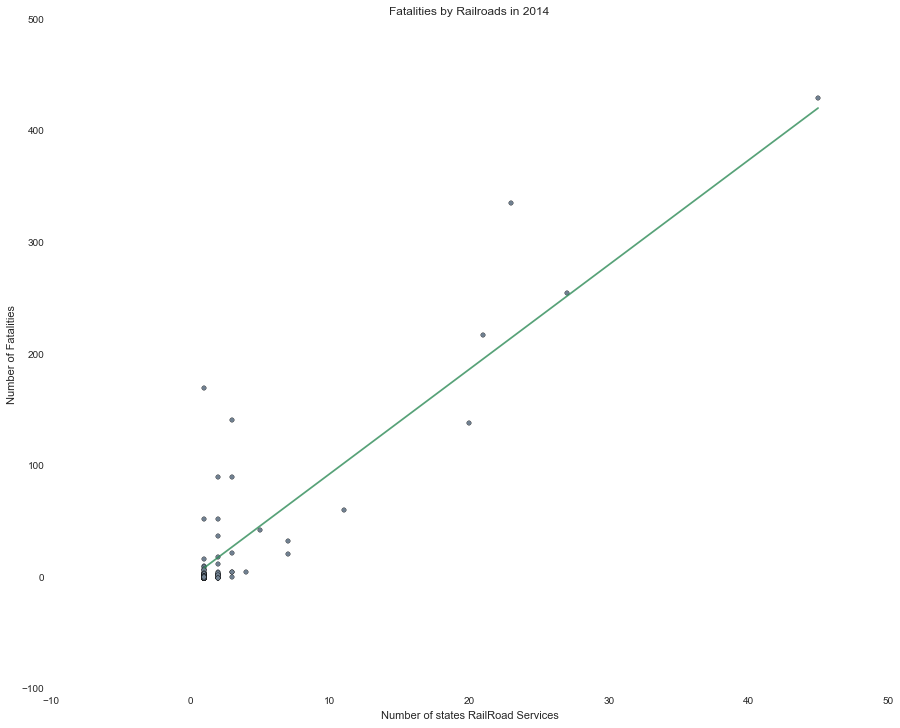 Fatalities by Railroads in 2014
500
400
300
200
100
0
−100
Number of Fatalities
−10 0 10 20 30 40 50
Number of states RailRoad Services